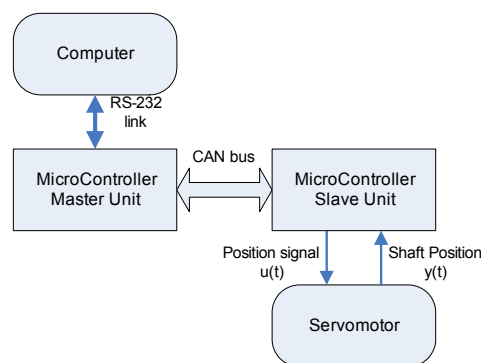 Computer
RS-232
link
CAN bus
MicroController
Master Unit
MicroController
Slave Unit
Position signal
u(t)
Shaft Position
y(t)
Servomotor